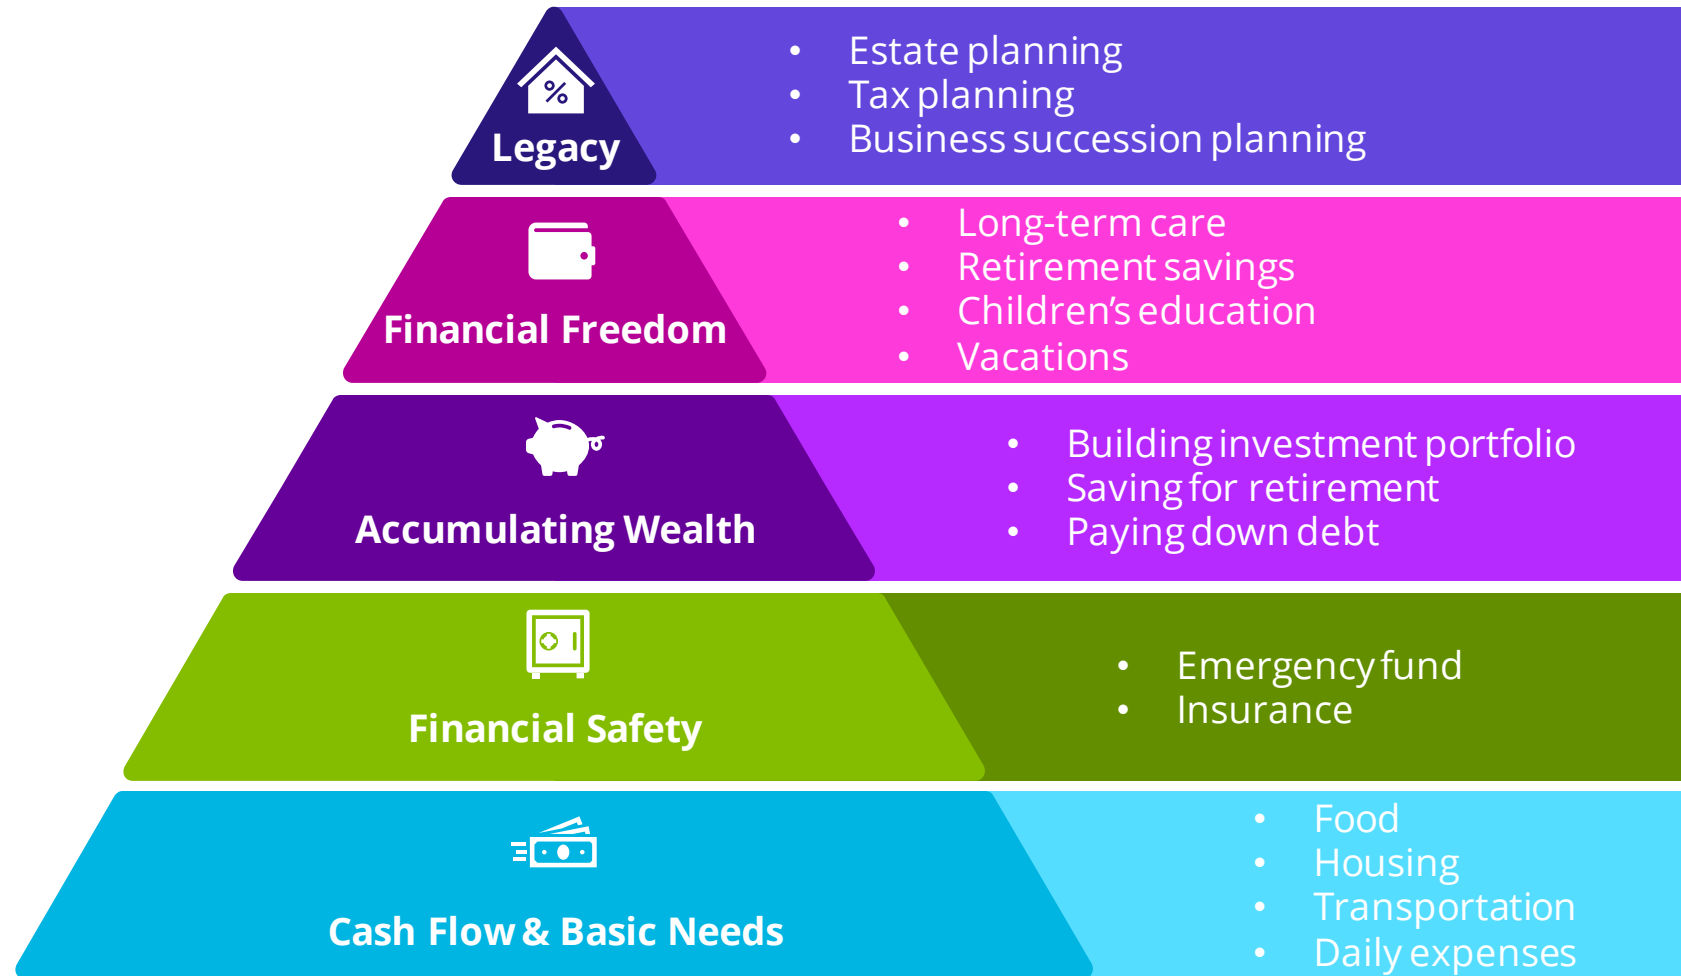 Legacy
• Estate planning
• Tax planning
• Business succession planning
Financial Freedom
• Long-term care
• Retirement savings
• Children’s education
• Vacations
Accumulating Wealth
• Building investment portfolio
• Saving for retirement
• Paying down debt
Financial Safety
• Emergency fund
• Insurance
Cash Flow & Basic Needs
• Food
• Housing
• Transportation
• Daily expenses